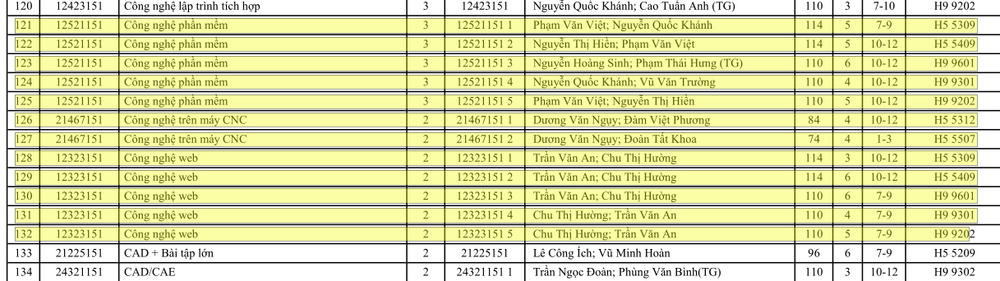 120 12423151 Công nghệ lập trình tích hợp 3 12423151 Nguyễn Quốc Khánh; Cao Tuấn Anh (TG) 110 3 7-10 H9 9202
121 12521151 Công nghệ phần mềm 3 12521151 1 Phạm Văn Việt; Nguyễn Quốc Khánh 114 5 7-9 H5 5309
122 12521151 Công nghệ phần mềm 3 12521151 2 Nguyễn Thị Hiền; Phạm Văn Việt 114 5 10-12 H5 5409
123 12521151 Công nghệ phần mềm 3 12521151 3 Nguyễn Hoàng Sinh; Phạm Thái Hưng (TG) 110 6 10-12 H9 9601
124 12521151 Công nghệ phần mềm 3 12521151 4 Nguyễn Quốc Khánh; Vũ Văn Trường 110 4 10-12 H9 9301
125 12521151 Công nghệ phần mềm 3 12521151 5 Phạm Văn Việt; Nguyễn Thị Hiền 110 5 10-12 H9 9202
126 21467151 Công nghệ trên máy CNC 2 21467151 1 Dương Văn Ngụy; Đàm Việt Phương 84 4 10-12 H5 5312
127 21467151 Công nghệ trên máy CNC 2 21467151 2 Dương Văn Ngụy; Đoàn Tất Khoa 74 4 1-3 H5 5507
128 12323151 Công nghệ web 2 12323151 1 Trần Văn An; Chu Thị Hường 114 3 10-12 H5 5309
129 12323151 Công nghệ web 2 12323151 2 Trần Văn An; Chu Thị Hường 114 6 10-12 H5 5409
130 12323151 Công nghệ web 2 12323151 3 Trần Văn An; Chu Thị Hường 110 6 7-9 H9 9601
131 12323151 Công nghệ web 2 12323151 4 Chu Thị Hường; Trần Văn An 110 4 7-9 H9 9301
132 12323151 Công nghệ web 2 12323151 5 Chu Thị Hường; Trần Văn An 110 5 7-9 H9 9202
133 21225151 CAD + Bài tập lớn 2 21225151 Lê Công Ích; Vũ Minh Hoàn 96 6 7-9 H5 5209
134 24321151 CAD/CAE 2 24321151 1 Trần Ngọc Đoàn; Phùng Văn Bình(TG) 110 3 10-12 H9 9302